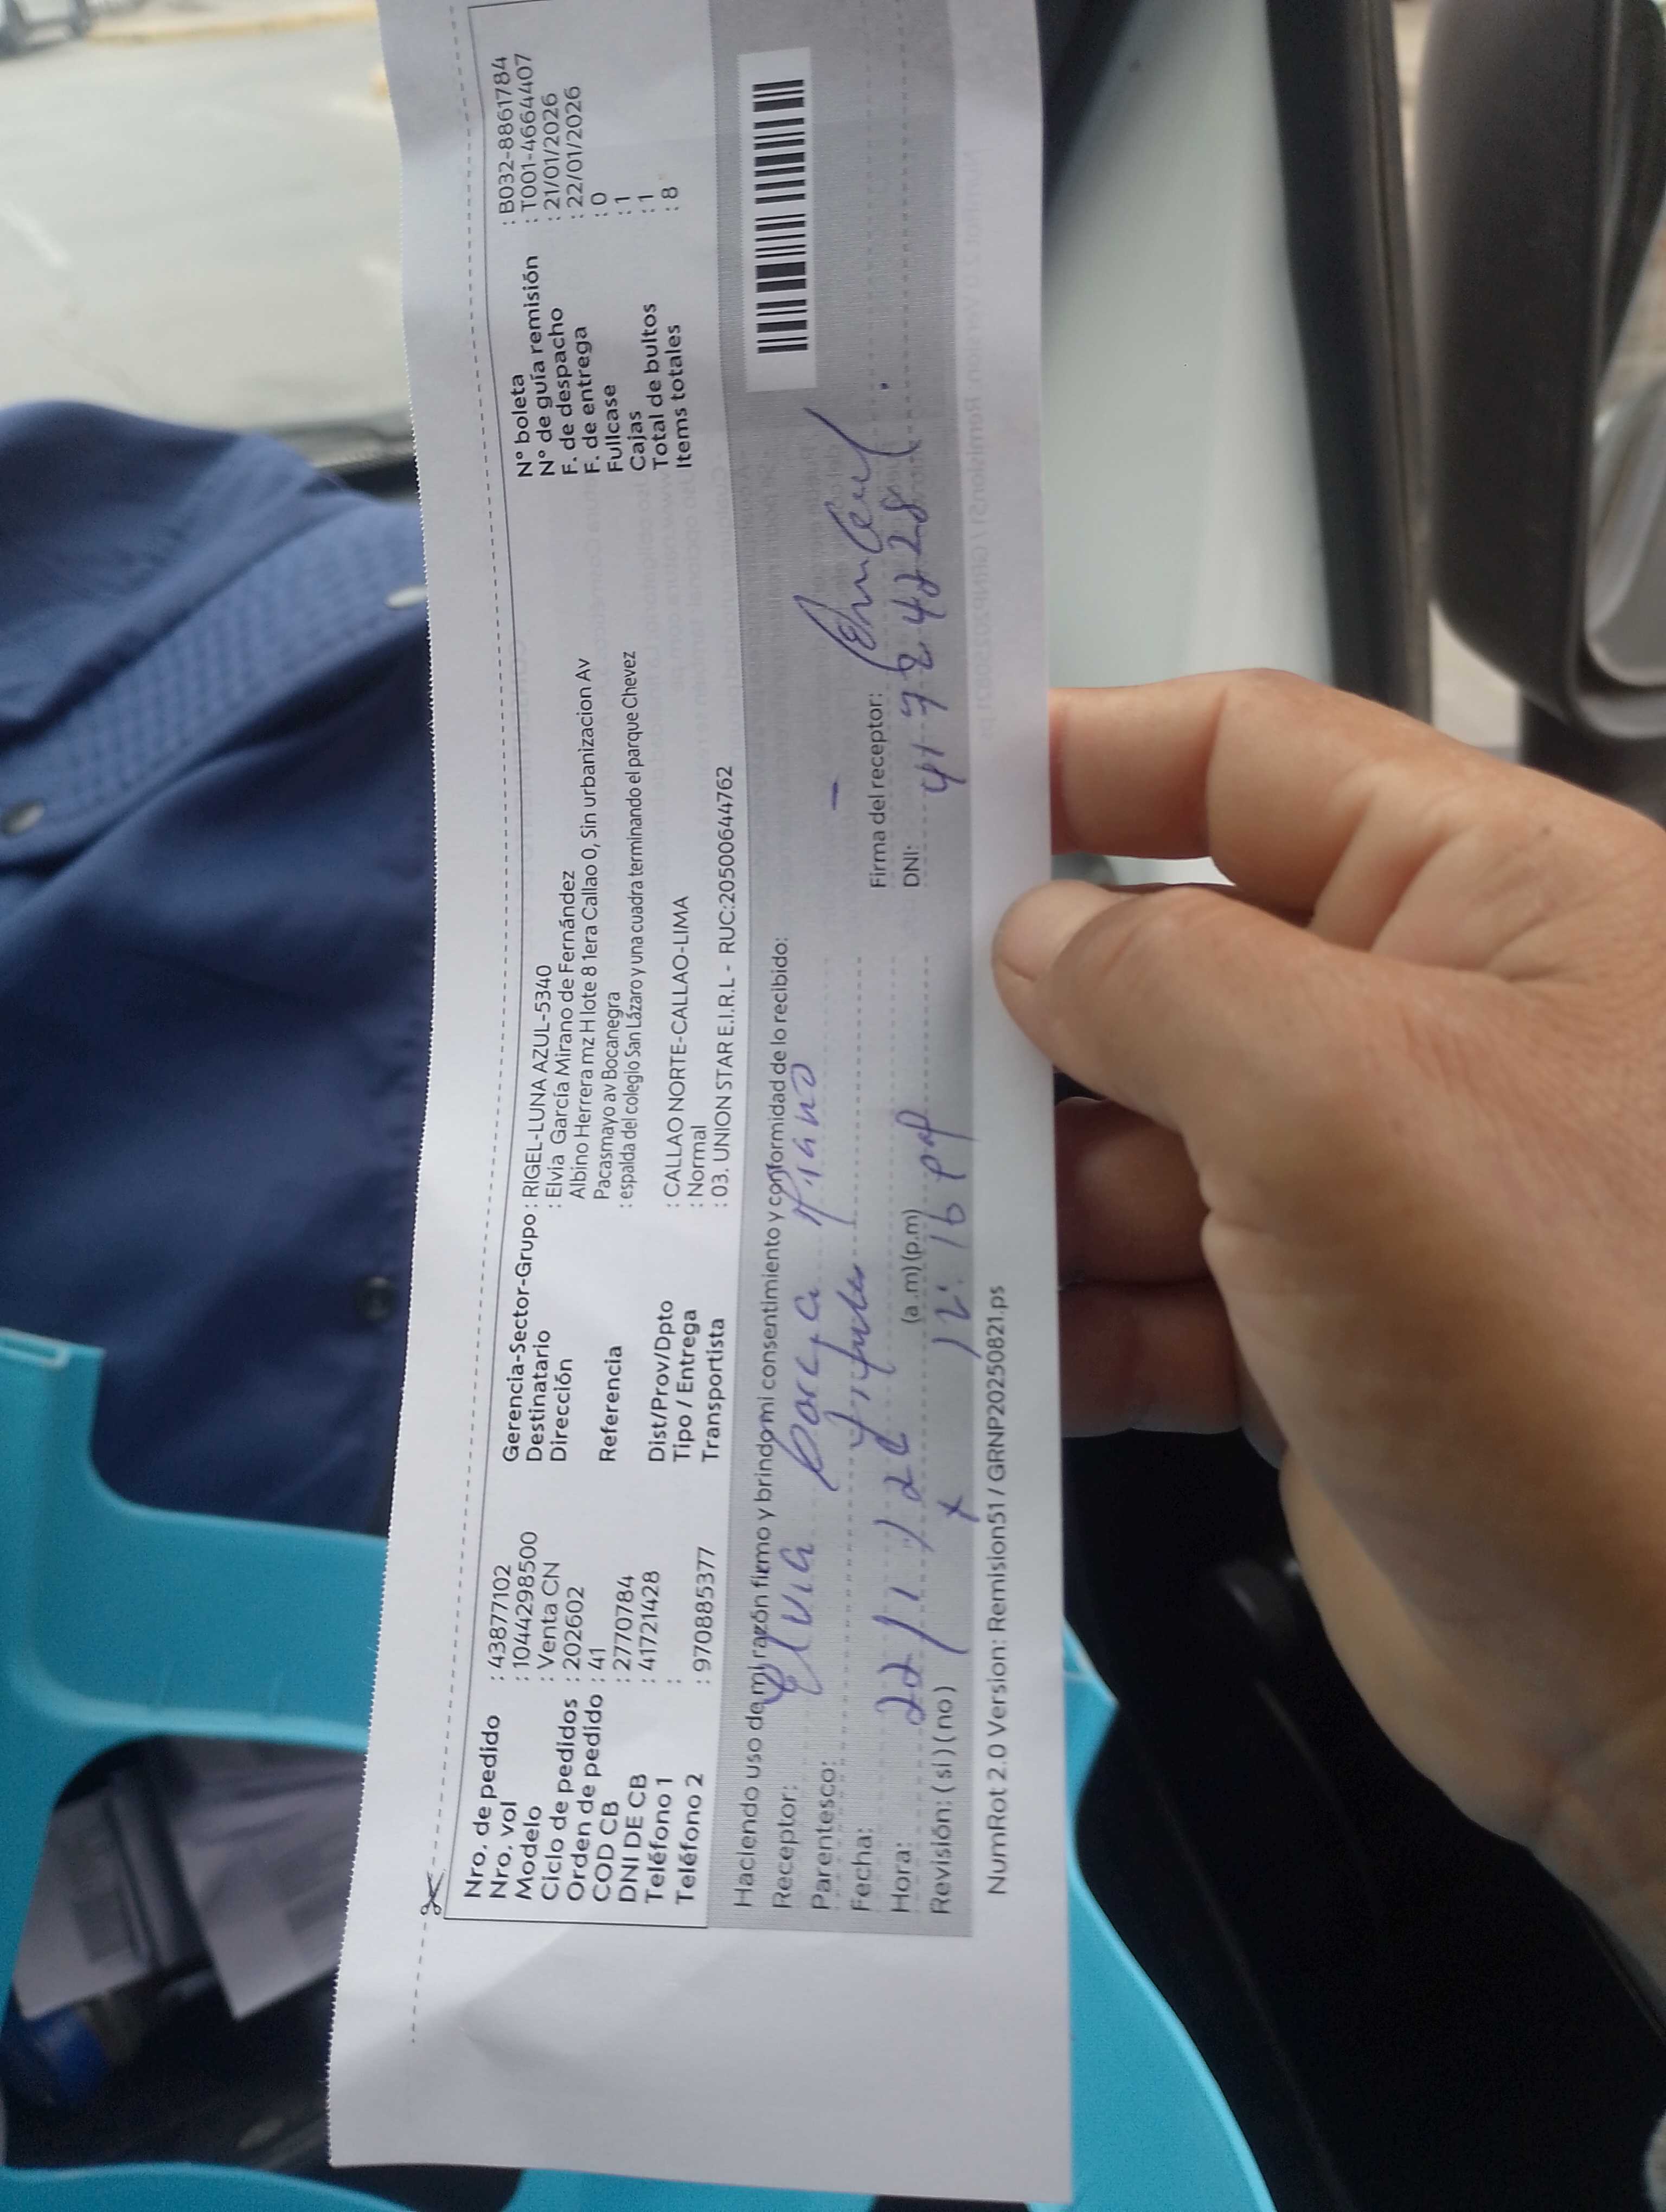 Nro. de pedido : 43877102
Nro. vol : 1044298500
Modelo : Venta CN
Ciclo de pedidos : 202602
Orden de pedido : 41
COD CB : 2770784
DNI DE CB : 41721428
Teléfono 1 :
Teléfono 2 : 970885377
Gerencia-Sector-Grupo : RIGEL-LUNA AZUL-5340
Destinatario : Elvia García Mirano de Fernández
Dirección Albino Herrera mz H lote 8 1era Callao 0, Sin urbanizacion Av
Pacasmayo av Bocanegra
Referencia : espalda del colegio San Lázaro y una cuadra terminando el parque Chevez
Dist/Prov/Dpto : CALLAO NORTE-CALLAO-LIMA
Tipo / Entrega : Normal
Transportista : 03. UNION STAR E.I.R.L - RUC:20500644762
N° boleta : B032-8861784
N° de guía remisión : T001-4664407
F. de despacho : 21/01/2026
F. de entrega : 22/01/2026
Fullcase : 0
Cajas : 1
Total de bultos : 1
Items totales : 8
Haciendo uso de mi razón firmo y brindo mi consentimiento y conformidad de lo recibido:
Receptor: Elvia Garcia Mirano
Parentesco:
Fecha: 22/1/26
Hora: (a.m)(p.m) 12:16 pm
Revisión: (si)(no) x
Firma del receptor:
DNI:
NumRot 2.0 Version: Remision51 / GRNP20250821.ps